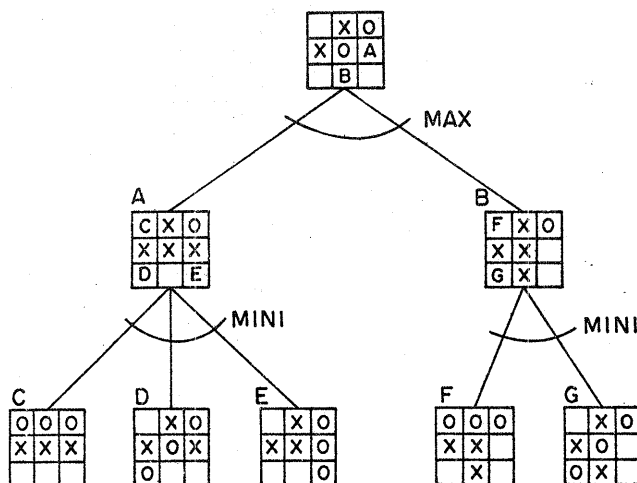 X O
X O A
B
MAX
A
C X O
X X X
D E
B
F X O
X X
G X
MINI
MINI
C
O O O
X X X
D
X O
X O X
O
E
X O
X X O
O
F
O O O
X X
X
G
X O
X O
O X